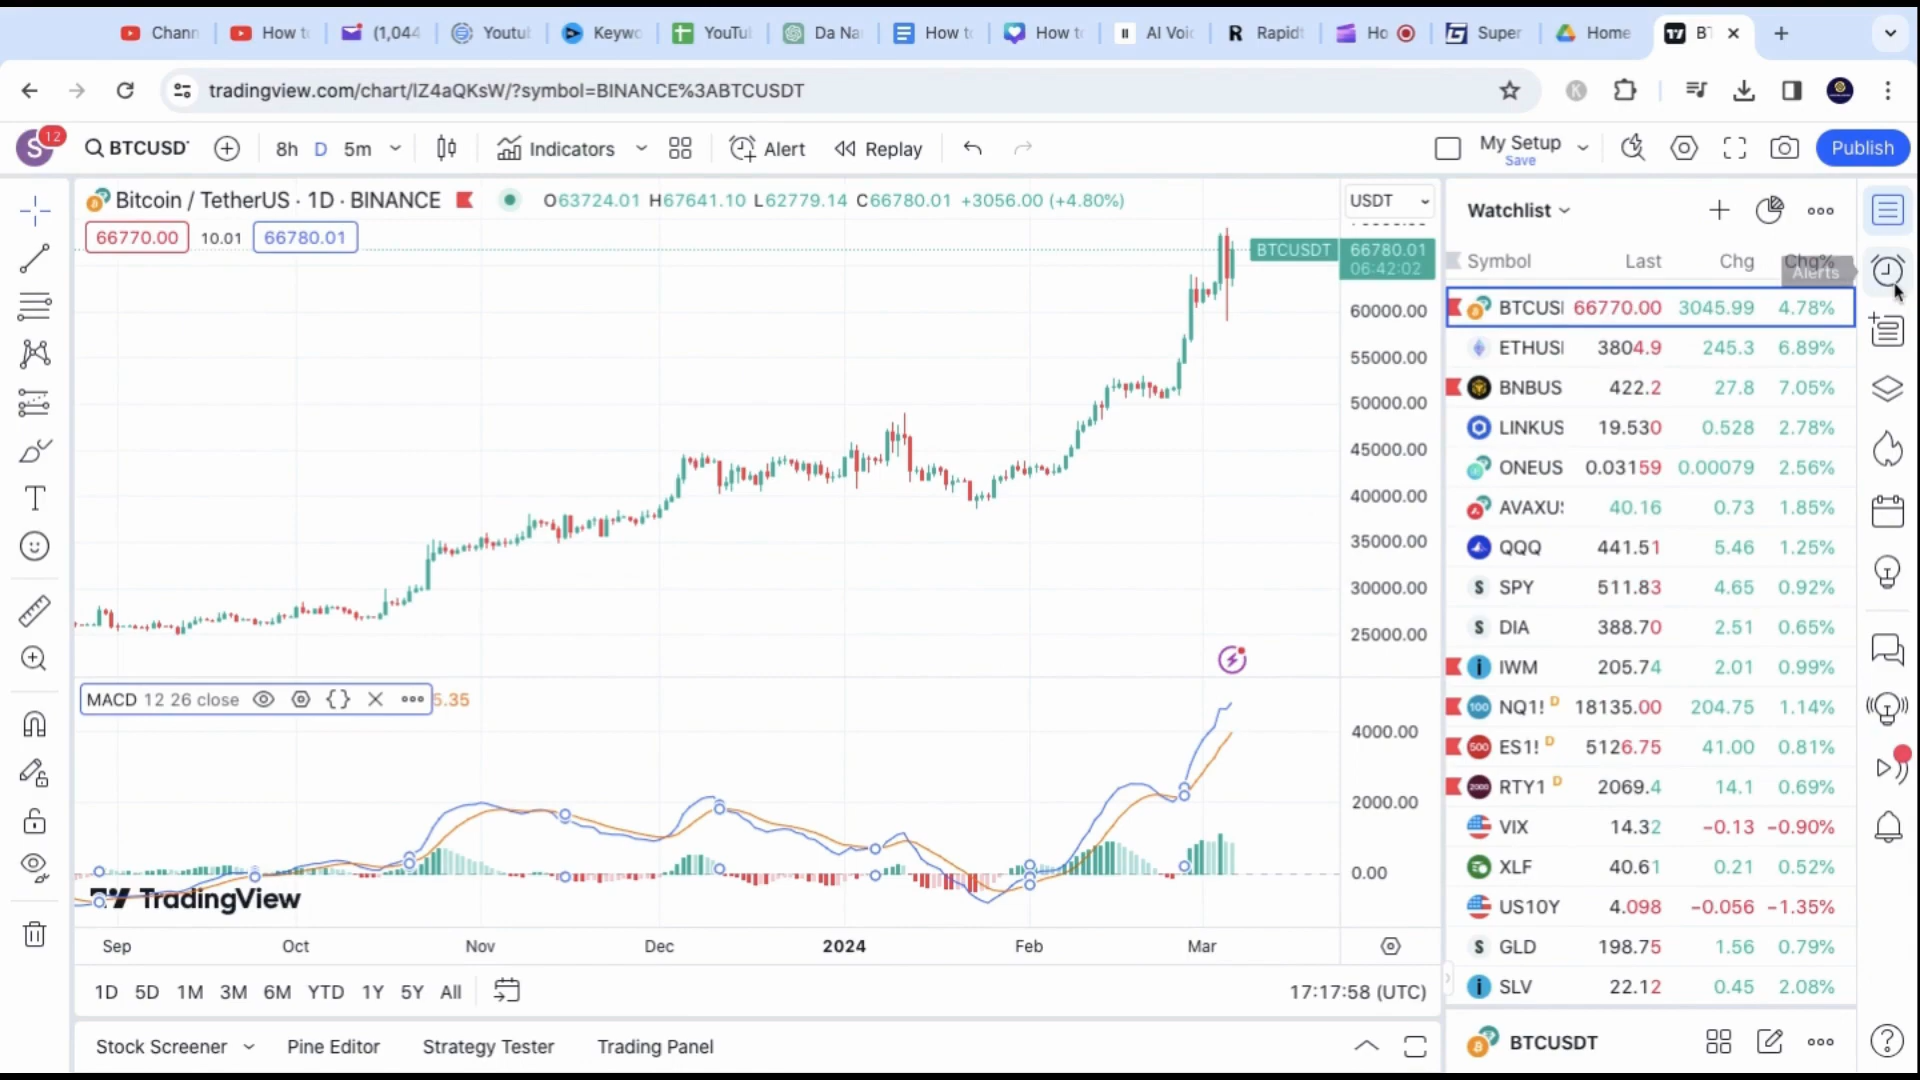 Chann
How to
(1,044
Youtul
Keywo
YouTu
Da Na
How to
How to
AI Voic
Rapidt
Ho
Super
Home
BT
tradingview.com/chart/IZ4aQKsW/?symbol=BINANCE%3ABTCUSDT
K
S
12
BTCUSD
8h
D
5m
Indicators
Alert
Replay
My Setup
Save
Publish
Bitcoin / TetherUS · 1D · BINANCE
O63724.01 H67641.10 L62779.14 C66780.01 +3056.00 (+4.80%)
66770.00
10.01
66780.01
USDT
BTCUSDT
66780.01
06:42:02
60000.00
55000.00
50000.00
45000.00
40000.00
35000.00
30000.00
25000.00
MACD 12 26 close
5.35
4000.00
2000.00
0.00
TradingView
Sep
Oct
Nov
Dec
2024
Feb
Mar
1D
5D
1M
3M
6M
YTD
1Y
5Y
All
17:17:58 (UTC)
Stock Screener
Pine Editor
Strategy Tester
Trading Panel
Watchlist
Symbol Last Chg Chg%
Alerts
BTCUS 66770.00 3045.99 4.78%
ETHUS 3804.9 245.3 6.89%
BNBUS 422.2 27.8 7.05%
LINKUS 19.530 0.528 2.78%
ONEUS 0.03159 0.00079 2.56%
AVAXU 40.16 0.73 1.85%
QQQ 441.51 5.46 1.25%
SPY 511.83 4.65 0.92%
DIA 388.70 2.51 0.65%
IWM 205.74 2.01 0.99%
100 NQ1! D 18135.00 204.75 1.14%
500 ES1! D 5126.75 41.00 0.81%
2000 RTY1 D 2069.4 14.1 0.69%
VIX 14.32 −0.13 −0.90%
XLF 40.61 0.21 0.52%
US10Y 4.098 −0.056 −1.35%
GLD 198.75 1.56 0.79%
SLV 22.12 0.45 2.08%
BTCUSDT